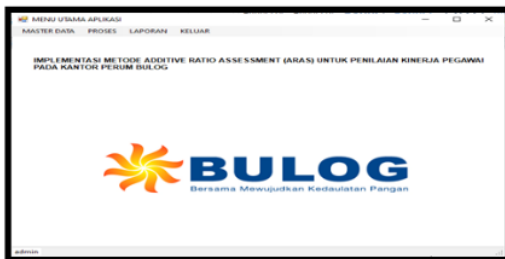 MENU UTAMA APLIKASI
MASTER DATA PROSES LAPORAN KELUAR
IMPLEMENTASI METODE ADDITIVE RATIO ASSESSMENT (ARAS) UNTUK PENILAIAN KINERJA PEGAWAI
PADA KANTOR PERUM BULOG
BULOG
Bersama Mewujudkan Kedaulatan Pangan
admin